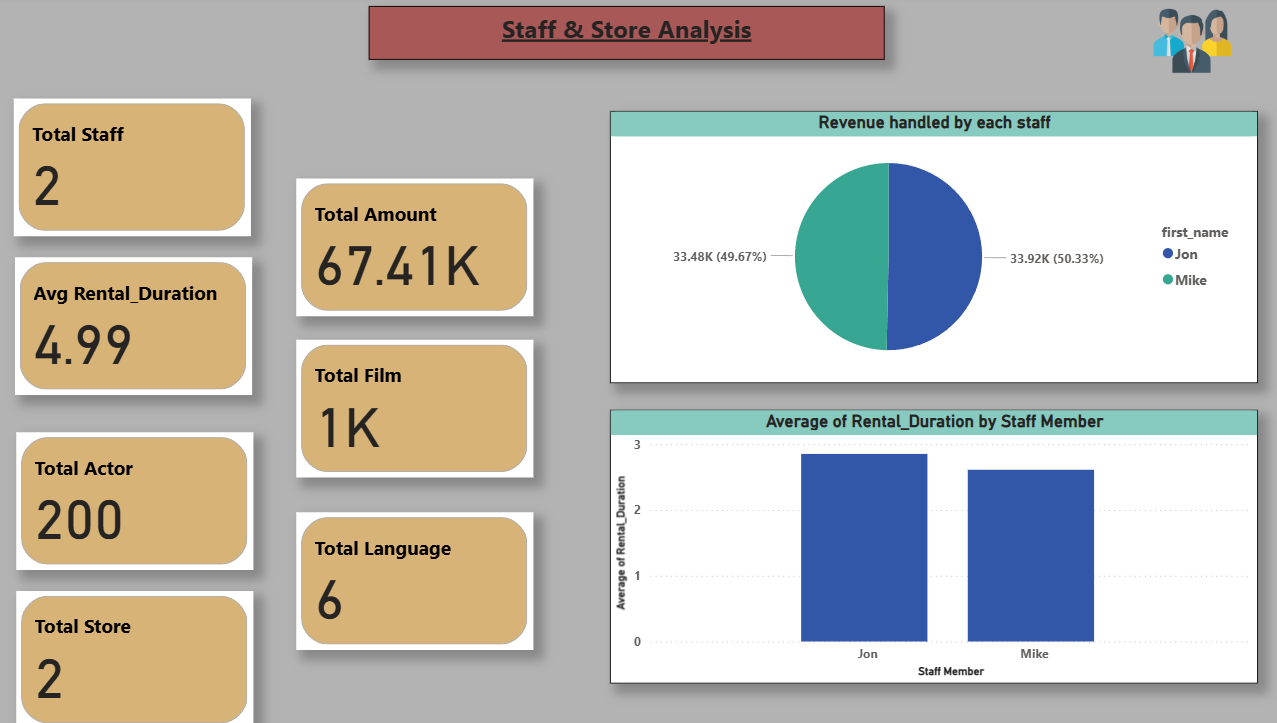 Staff & Store Analysis
Total Staff
2
Avg Rental_Duration
4.99
Total Actor
200
Total Store
2
Total Amount
67.41K
Total Film
1K
Total Language
6
Revenue handled by each staff
33.48K (49.67%)
33.92K (50.33%)
first_name
Jon
Mike
Average of Rental_Duration by Staff Member
Average of Rental_Duration
3
2
1
0
Jon
Mike
Staff Member